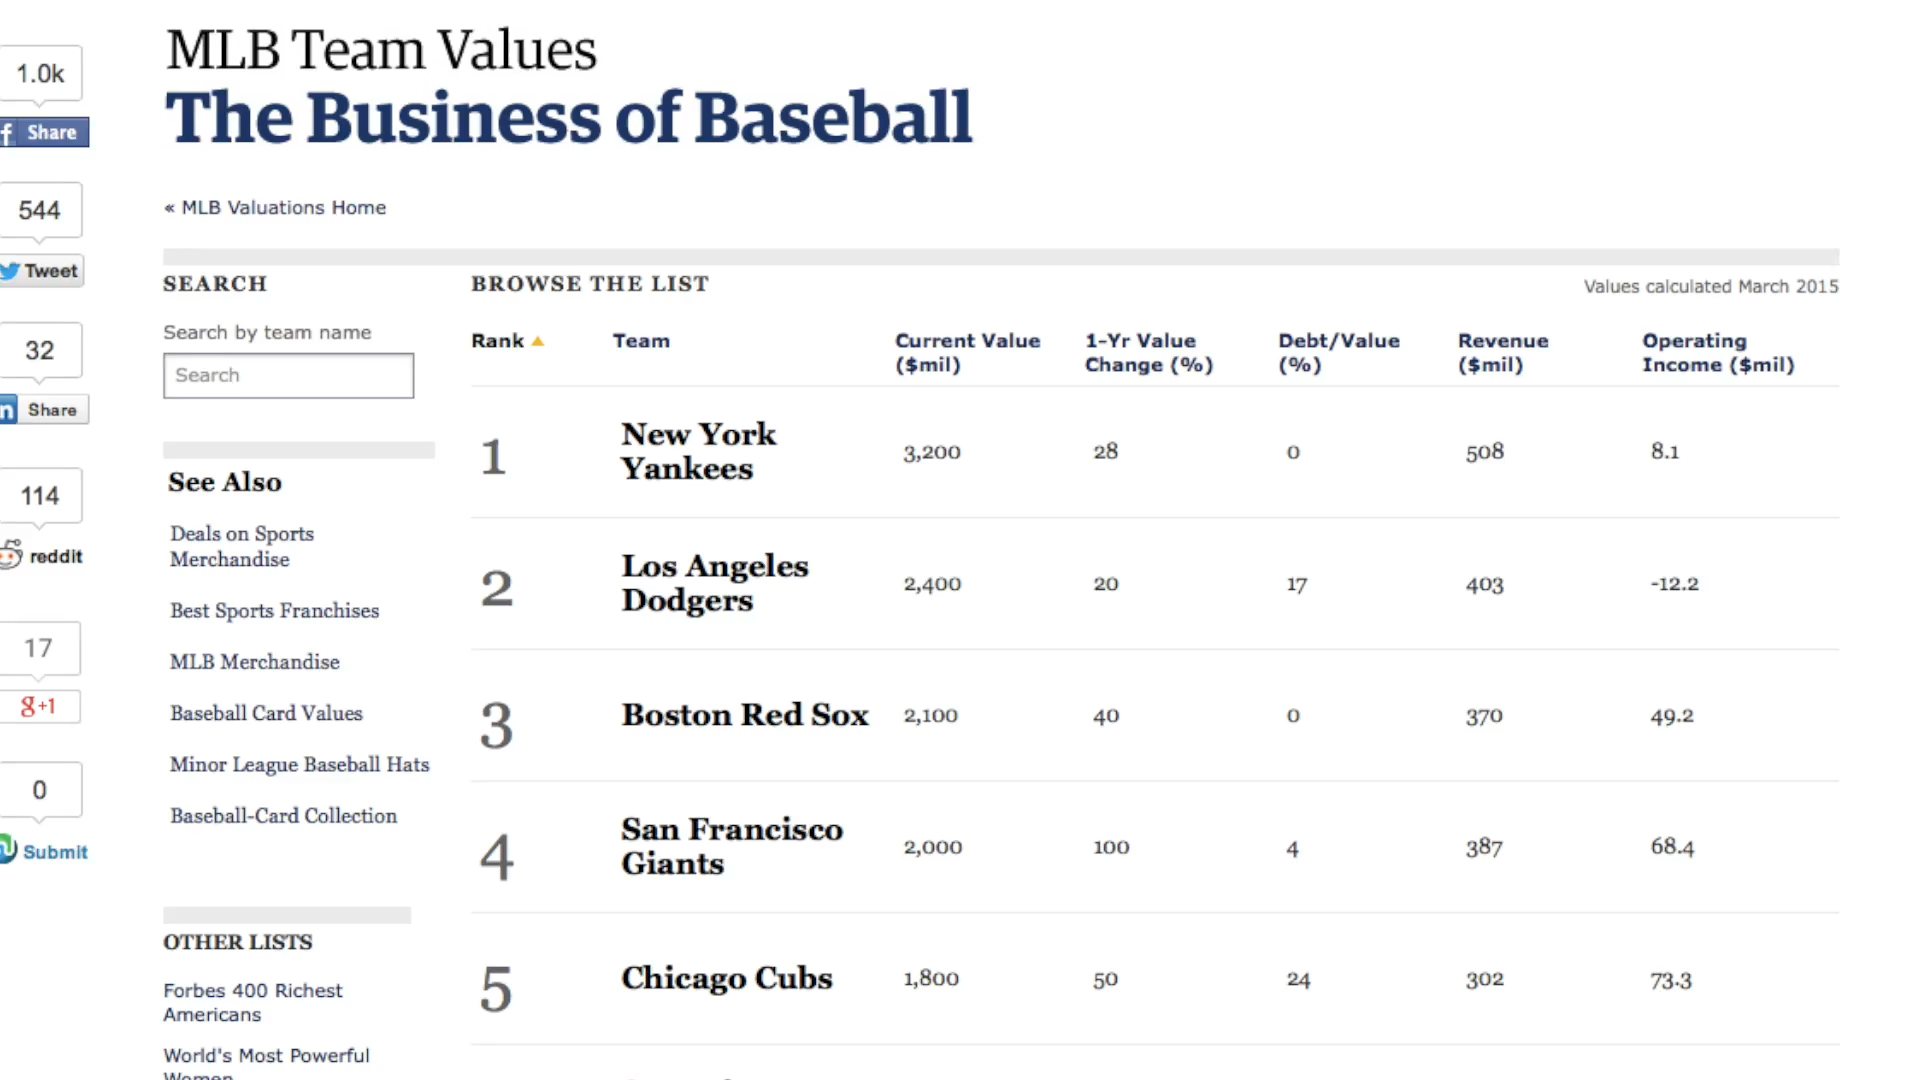 MLB Team Values
The Business of Baseball
1.0k
f Share
544
Tweet
32
in Share
114
reddit
17
g+1
0
Submit
« MLB Valuations Home
SEARCH
Search by team name
Search
See Also
Deals on Sports
Merchandise
Best Sports Franchises
MLB Merchandise
Baseball Card Values
Minor League Baseball Hats
Baseball-Card Collection
OTHER LISTS
Forbes 400 Richest
Americans
World's Most Powerful
Women
BROWSE THE LIST
Values calculated March 2015
Rank Team Current Value ($mil) 1-Yr Value Change (%) Debt/Value (%) Revenue ($mil) Operating Income ($mil)
1 New York Yankees 3,200 28 0 508 8.1
2 Los Angeles Dodgers 2,400 20 17 403 -12.2
3 Boston Red Sox 2,100 40 0 370 49.2
4 San Francisco Giants 2,000 100 4 387 68.4
5 Chicago Cubs 1,800 50 24 302 73.3